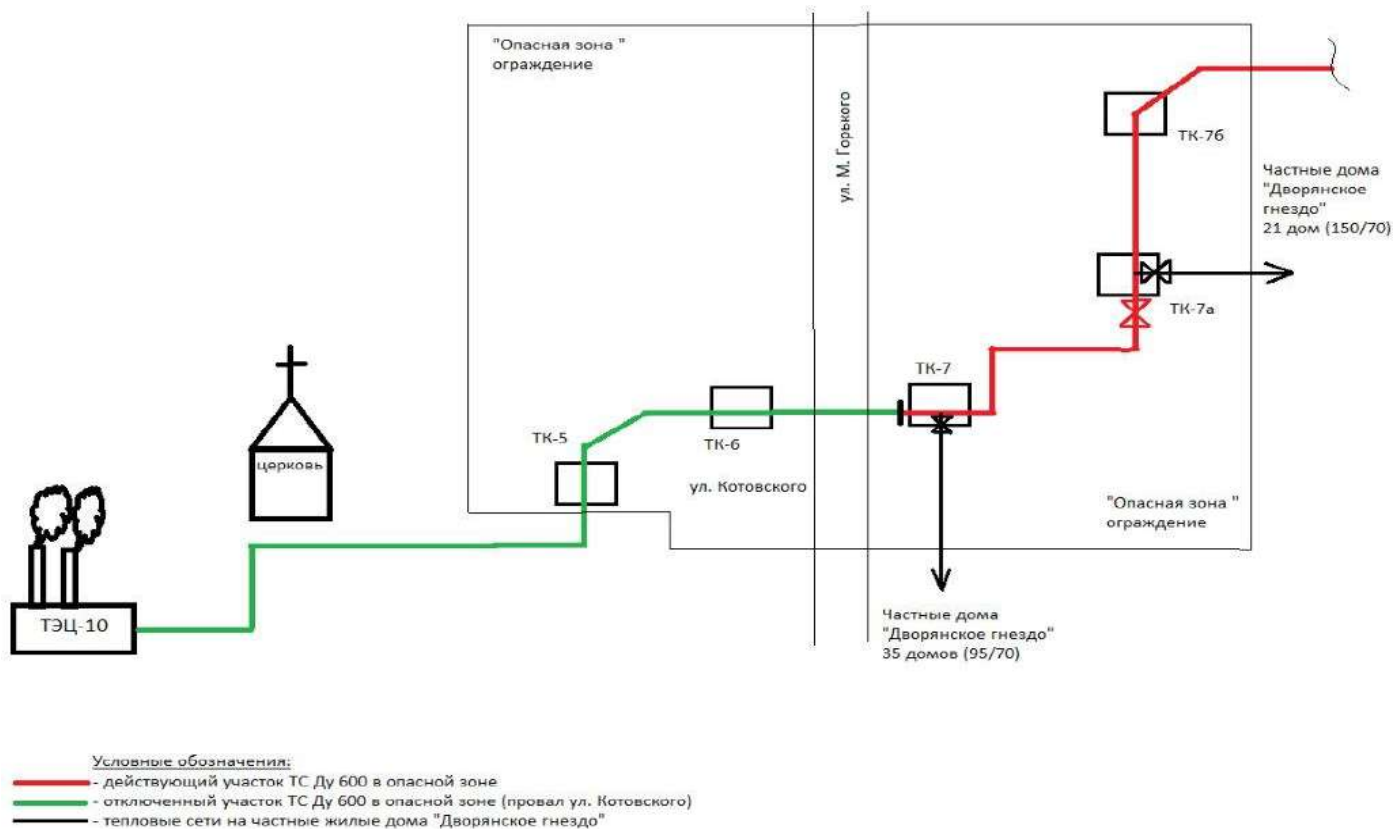 "Опасная зона "
ограждение
ул. М. Горького
ТК-7б
Частные дома
"Дворянское
гнездо"
21 дом (150/70)
ТК-7а
ТК-7
ТК-5
ТК-6
церковь
ул. Котовского
"Опасная зона "
ограждение
ТЭЦ-10
Частные дома
"Дворянское гнездо"
35 домов (95/70)
Условные обозначения:
- действующий участок ТС Ду 600 в опасной зоне
- отключенный участок ТС Ду 600 в опасной зоне (провал ул. Котовского)
- тепловые сети на частные жилые дома "Дворянское гнездо"